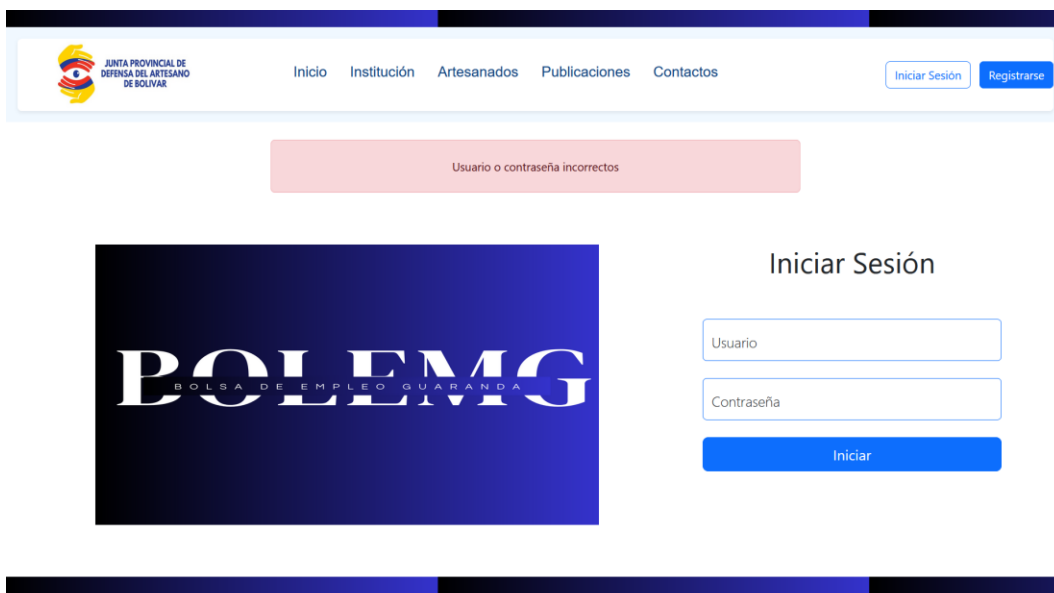 JUNTA PROVINCIAL DE
DEFENSA DEL ARTESANO
DE BOLIVAR
Inicio Institución Artesanados Publicaciones Contactos
Iniciar Sesión Registrarse
Usuario o contraseña incorrectos
BOLEMG
BOLSA DE EMPLEO GUARANDA
Iniciar Sesión
Usuario
Contraseña
Iniciar